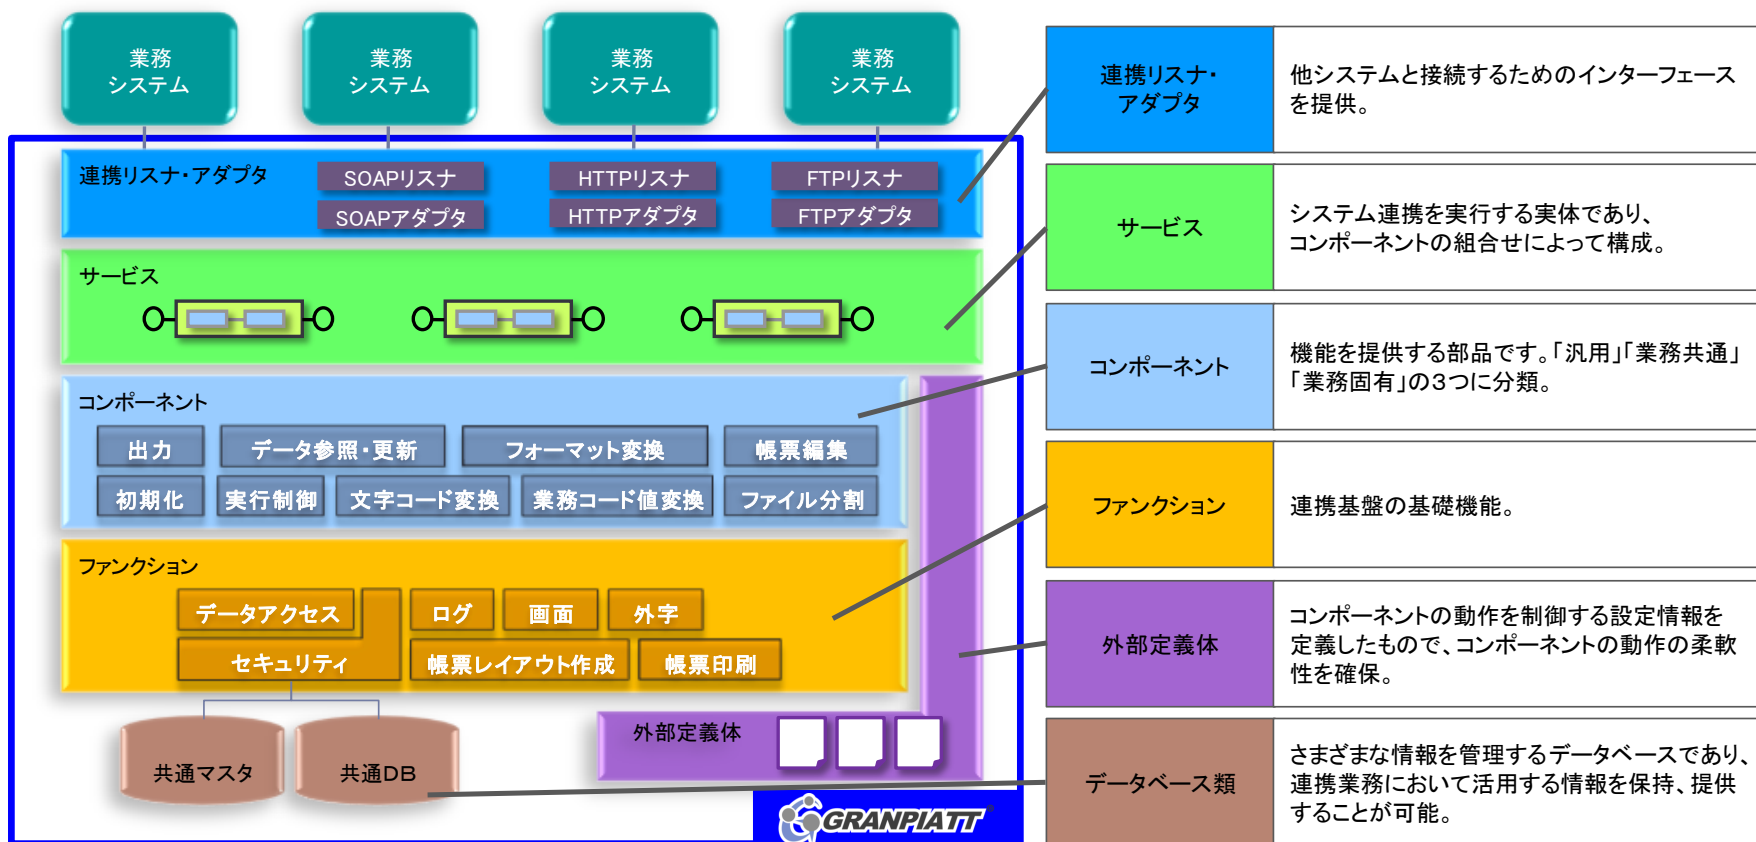 業務
システム
業務
システム
業務
システム
業務
システム
連携リスナ・アダプタ
SOAPリスナ
HTTPリスナ
FTPリスナ
SOAPアダプタ
HTTPアダプタ
FTPアダプタ
サービス
コンポーネント
出力
データ参照・更新
フォーマット変換
帳票編集
初期化
実行制御
文字コード変換
業務コード値変換
ファイル分割
ファンクション
データアクセス
ログ
画面
外字
セキュリティ
帳票レイアウト作成
帳票印刷
共通マスタ
共通DB
外部定義体
GRANPIATT
連携リスナ・
アダプタ
他システムと接続するためのインターフェース
を提供。
サービス
システム連携を実行する実体であり、
コンポーネントの組合せによって構成。
コンポーネント
機能を提供する部品です。「汎用」「業務共通」
「業務固有」の3つに分類。
ファンクション
連携基盤の基礎機能。
外部定義体
コンポーネントの動作を制御する設定情報を
定義したもので、コンポーネントの動作の柔軟
性を確保。
データベース類
さまざまな情報を管理するデータベースであり、
連携業務において活用する情報を保持、提供
することが可能。